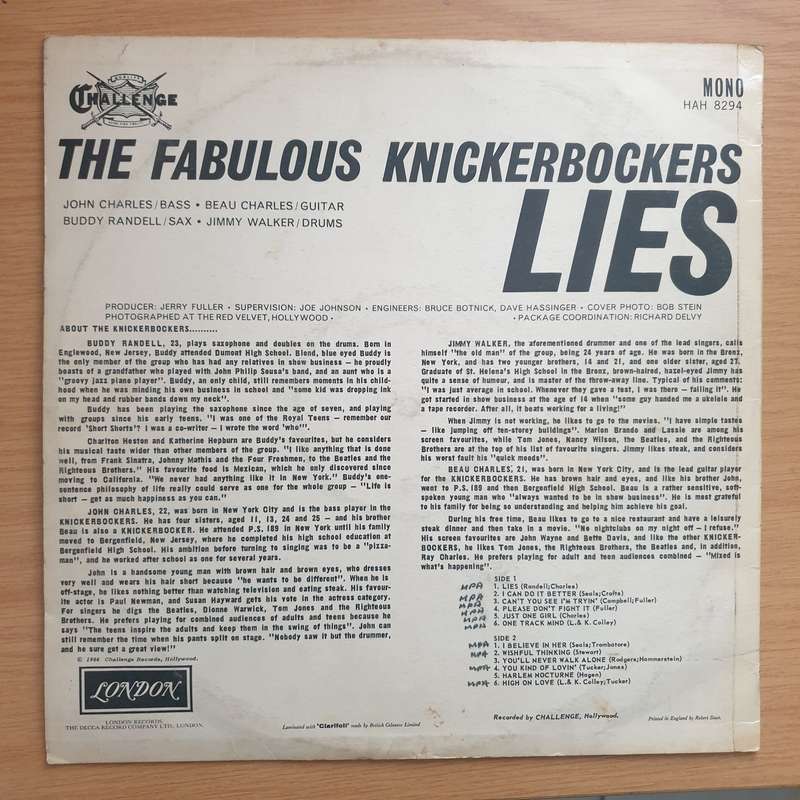 CHALLENGE
MONO
HAH 8294
THE FABULOUS KNICKERBOCKERS
LIES
JOHN CHARLES/BASS • BEAU CHARLES/GUITAR
BUDDY RANDELL/SAX • JIMMY WALKER/DRUMS
PRODUCER: JERRY FULLER • SUPERVISION: JOE JOHNSON • ENGINEERS: BRUCE BOTNICK, DAVE HASSINGER • COVER PHOTO: BOB STEIN
PHOTOGRAPHED AT THE RED VELVET, HOLLYWOOD • • PACKAGE COORDINATION: RICHARD DELVY
ABOUT THE KNICKERBOCKERS..........
BUDDY RANDELL, 23, plays saxophone and doubles on the drums. Born in
Englewood, New Jersey, Buddy attended Dumont High School. Blond, blue eyed Buddy is
the only member of the group who has had any relatives in show business – he proudly
boasts of a grandfather who played with John Philip Sousa's band, and an aunt who is a
"groovy jazz piano player". Buddy, an only child, still remembers moments in his child-
hood when he was minding his own business in school and "some kid was dropping ink
on my head and rubber bands down my neck".
Buddy has been playing the saxophone since the age of seven, and playing
with groups since his early teens. "I was one of the Royal Teens – remember our
record 'Short Shorts'? I was a co-writer – I wrote the word 'who'".
Charlton Heston and Katherine Hepburn are Buddy's favourites, but he considers
his musical taste wider than other members of the group. "I like anything that is done
well, from Frank Sinatra, Johnny Mathis and the Four Freshmen, to the Beatles and the
Righteous Brothers." His favourite food is Mexican, which he only discovered since
moving to California. "We never had anything like it in New York." Buddy's one-
sentence philosophy of life really could serve as one for the whole group – "Life is
short – get as much happiness as you can."
JOHN CHARLES, 22, was born in New York City and is the bass player in the
KNICKERBOCKERS. He has four sisters, aged 11, 13, 24 and 25 – and his brother
Beau is also a KNICKERBOCKER. He attended P.S. 189 in New York until his family
moved to Bergenfield, New Jersey, where he completed his high school education at
Bergenfield High School. His ambition before turning to singing was to be a "pizza-
man", and he worked after school as one for several years.
John is a handsome young man with brown hair and brown eyes, who dresses
very well and wears his hair short because "he wants to be different". When he is
off-stage, he likes nothing better than watching television and eating steak. His favour-
ite actor is Paul Newman, and Susan Hayward gets his vote in the actress category.
For singers he digs the Beatles, Dionne Warwick, Tom Jones and the Righteous
Brothers. He prefers playing for combined audiences of adults and teens because he
says "The teens inspire the adults and keep them in the swing of things". John can
still remember the time when his pants split on stage. "Nobody saw it but the drummer,
and he sure got a great view!"
© 1966 Challenge Records, Hollywood.
LONDON
LONDON RECORDS
THE DECCA RECORD COMPANY LTD., LONDON.
Laminated with "Clarifoil" made by British Celanese Limited
JIMMY WALKER, the aforementioned drummer and one of the lead singers, calls
himself "the old man" of the group, being 24 years of age. He was born in the Bronx,
New York, and has two younger brothers, 14 and 21, and one older sister, aged 27.
Graduate of St. Helena's High School in the Bronx, brown-haired, hazel-eyed Jimmy has
quite a sense of humour, and is master of the throw-away line. Typical of his comments:
"I was just average in school. Whenever they gave a test, I was there – failing it". He
got started in show business at the age of 14 when "some guy handed me a ukelele and
a tape recorder. After all, it beats working for a living!"
When Jimmy is not working, he likes to go to the movies. "I have simple tastes
– like jumping off ten-storey buildings". Marlon Brando and Lassie are among his
screen favourites, while Tom Jones, Nancy Wilson, the Beatles, and the Righteous
Brothers are at the top of his list of favourite singers. Jimmy likes steak, and considers
his worst fault his "quick moods".
BEAU CHARLES, 21, was born in New York City, and is the lead guitar player
for the KNICKERBOCKERS. He has brown hair and eyes, and like his brother John,
went to P.S. 189 and then Bergenfield High School. Beau is a rather sensitive, soft-
spoken young man who "always wanted to be in show business". He is most grateful
to his family for being so understanding and helping him achieve his goal.
During his free time, Beau likes to go to a nice restaurant and have a leisurely
steak dinner and then take in a movie. "No nightclubs on my night off – I refuse."
His screen favourites are John Wayne and Bette Davis, and like the other KNICKER-
BOCKERS, he likes Tom Jones, the Righteous Brothers, the Beatles and, in addition,
Ray Charles. He prefers playing for adult and teen audiences combined – "Mixed is
what's happening".
SIDE 1
MPA 1. LIES (Randell;Charles)
MPA 2. I CAN DO IT BETTER (Seals;Crofts)
MPA 3. CAN'T YOU SEE I'M TRYIN' (Campbell;Fuller)
MPA 4. PLEASE DON'T FIGHT IT (Fuller)
MPA 5. JUST ONE GIRL (Charles)
MPA 6. ONE TRACK MIND (L.& K. Colley)
SIDE 2
MPA 1. I BELIEVE IN HER (Seals;Trombatore)
MPA 2. WISHFUL THINKING (Stewart)
3. YOU'LL NEVER WALK ALONE (Rodgers;Hammerstein)
MPA 4. YOU KIND OF LOVIN' (Tucker;Jones)
5. HARLEM NOCTURNE (Hagen)
MPA 6. HIGH ON LOVE (L.& K. Colley;Tucker)
Recorded by CHALLENGE, Hollywood.
Printed in England by Robert Stace.